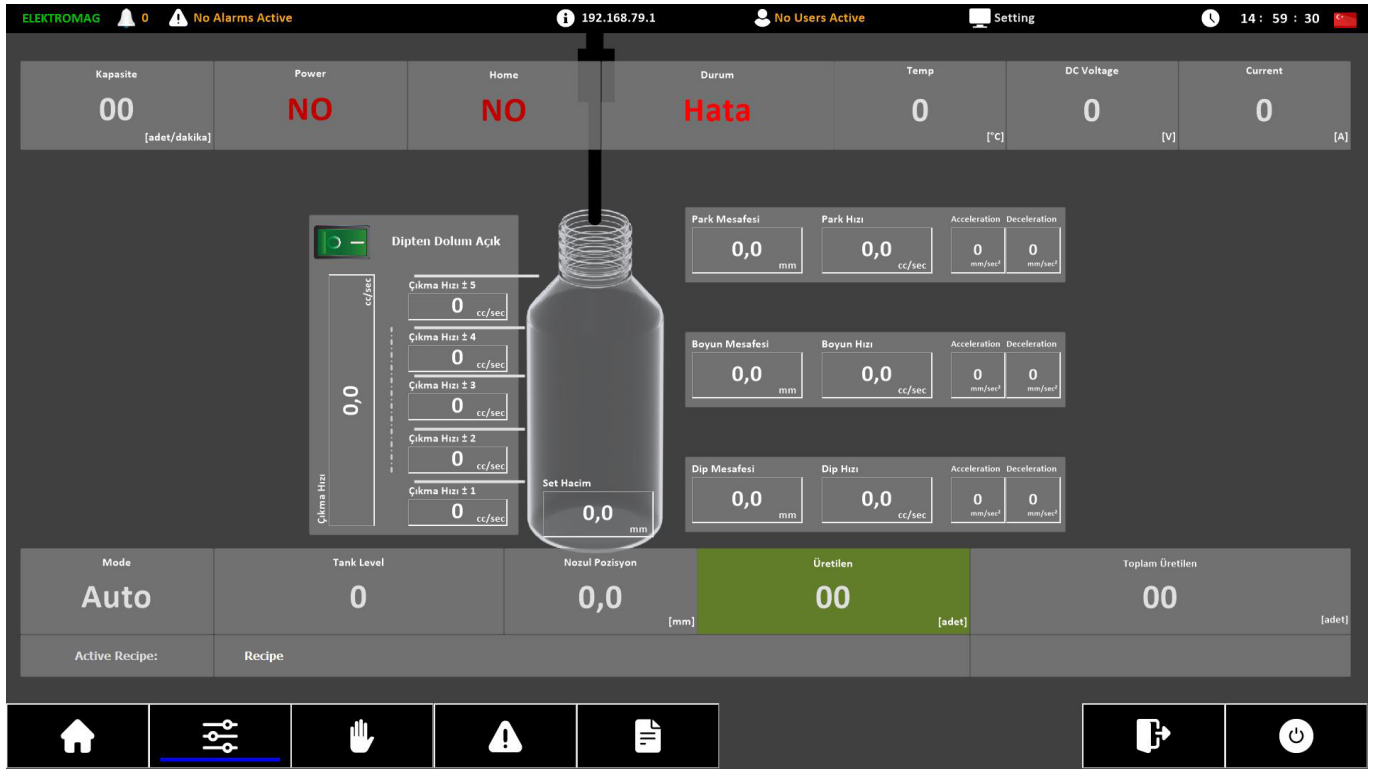 ELEKTROMAG 0 No Alarms Active 192.168.79.1 No Users Active Setting 14 : 59 : 30
Kapasite
00
[adet/dakika]
Power
NO
Home
NO
Durum
Hata
Temp
0
[°C]
DC Voltage
0
[V]
Current
0
[A]
Dipten Dolum Açık
cc/sec
0,0
Çıkma Hızı
Çıkma Hızı ± 5
0 cc/sec
Çıkma Hızı ± 4
0 cc/sec
Çıkma Hızı ± 3
0 cc/sec
Çıkma Hızı ± 2
0 cc/sec
Çıkma Hızı ± 1
0 cc/sec
Set Hacim
0,0
mm
Park Mesafesi
0,0
mm
Park Hızı
0,0
cc/sec
Acceleration
0
mm/sec²
Deceleration
0
mm/sec²
Boyun Mesafesi
0,0
mm
Boyun Hızı
0,0
cc/sec
Acceleration
0
mm/sec²
Deceleration
0
mm/sec²
Dip Mesafesi
0,0
mm
Dip Hızı
0,0
cc/sec
Acceleration
0
mm/sec²
Deceleration
0
mm/sec²
Mode
Auto
Tank Level
0
Nozul Pozisyon
0,0
[mm]
Üretilen
00
[adet]
Toplam Üretilen
00
[adet]
Active Recipe: Recipe